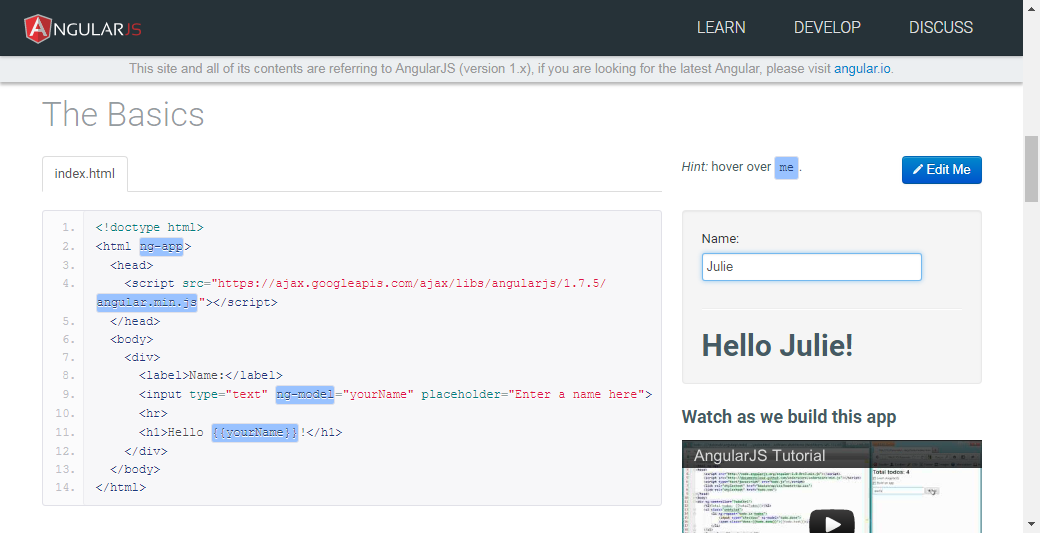 ANGULARJS
LEARN DEVELOP DISCUSS
This site and all of its contents are referring to AngularJS (version 1.x), if you are looking for the latest Angular, please visit angular.io.
The Basics
index.html
1. <!doctype html>
2. <html ng-app>
3. <head>
4. <script src="https://ajax.googleapis.com/ajax/libs/angularjs/1.7.5/
angular.min.js"></script>
5. </head>
6. <body>
7. <div>
8. <label>Name:</label>
9. <input type="text" ng-model="yourName" placeholder="Enter a name here">
10. <hr>
11. <h1>Hello {{yourName}}!</h1>
12. </div>
13. </body>
14. </html>
Hint: hover over me.
Edit Me
Name:
Julie
Hello Julie!
Watch as we build this app
AngularJS Tutorial
Total todos: 4